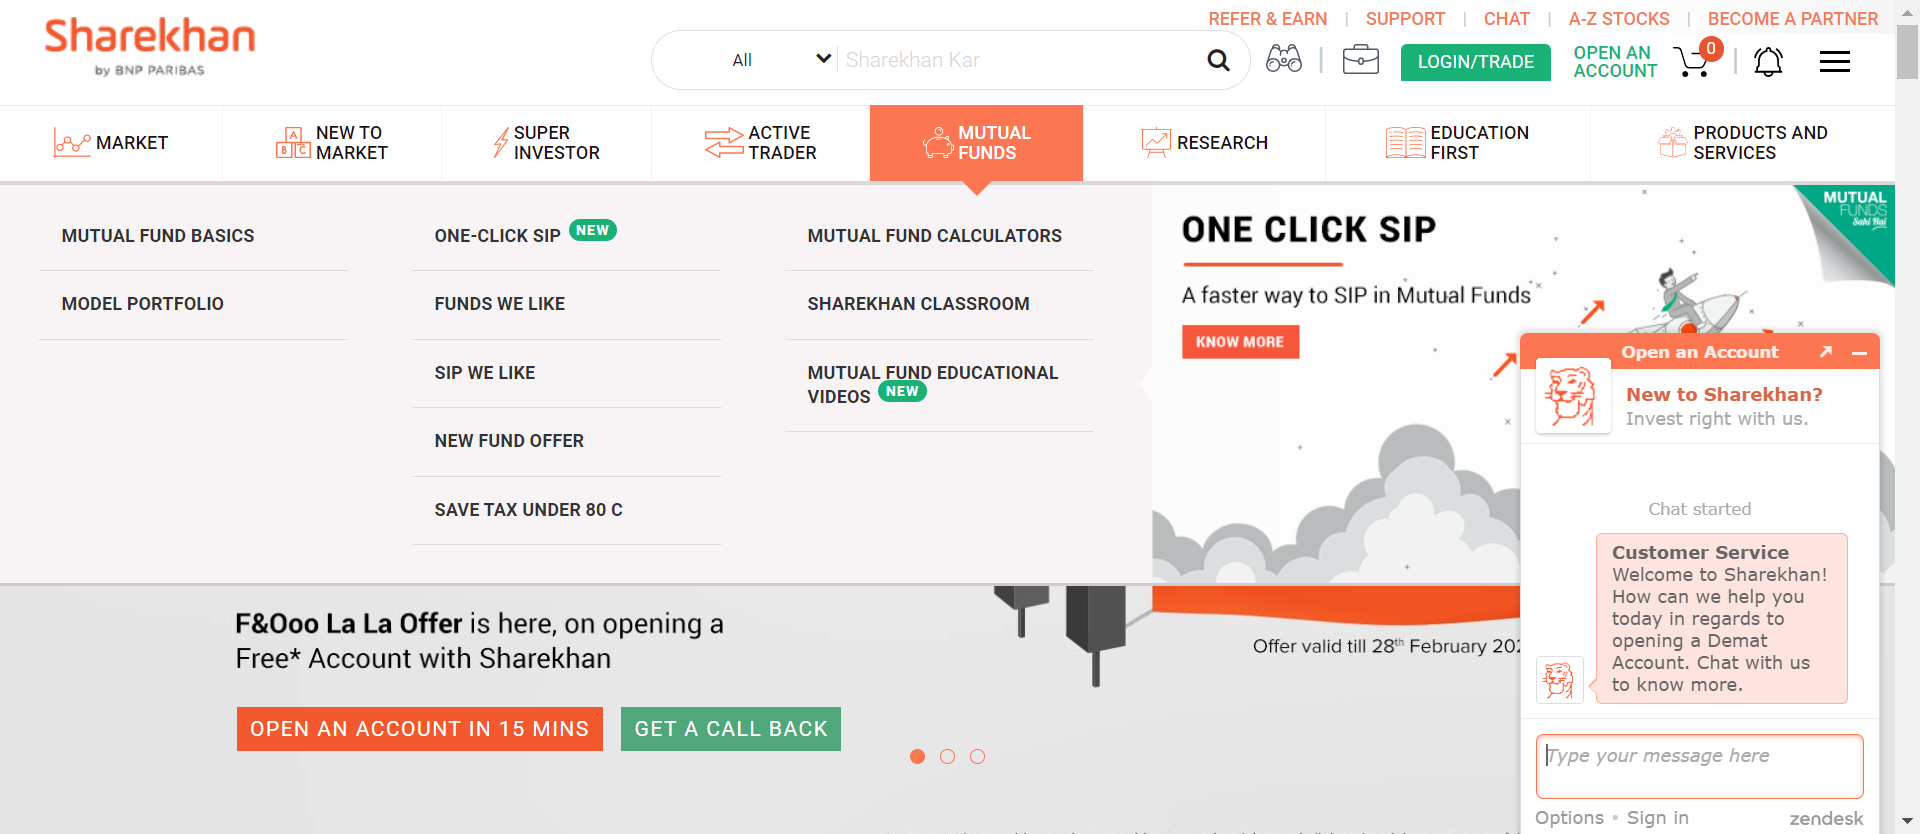 REFER & EARN | SUPPORT | CHAT | A-Z STOCKS | BECOME A PARTNER
Sharekhan
by BNP PARIBAS
All
Sharekhan Kar
LOGIN/TRADE
OPEN AN
ACCOUNT
0
MARKET
NEW TO
MARKET
SUPER
INVESTOR
ACTIVE
TRADER
MUTUAL
FUNDS
RESEARCH
EDUCATION
FIRST
PRODUCTS AND
SERVICES
A
B C
MUTUAL FUND BASICS
MODEL PORTFOLIO
ONE-CLICK SIP NEW
FUNDS WE LIKE
SIP WE LIKE
NEW FUND OFFER
SAVE TAX UNDER 80 C
MUTUAL FUND CALCULATORS
SHAREKHAN CLASSROOM
MUTUAL FUND EDUCATIONAL
VIDEOS NEW
ONE CLICK SIP
A faster way to SIP in Mutual Funds
KNOW MORE
MUTUAL
FUNDS
Sahi Hai
F&Ooo La La Offer is here, on opening a
Free* Account with Sharekhan
OPEN AN ACCOUNT IN 15 MINS
GET A CALL BACK
Offer valid till 28th February
Open an Account
New to Sharekhan?
Invest right with us.
Chat started
Customer Service
Welcome to Sharekhan!
How can we help you
today in regards to
opening a Demat
Account. Chat with us
to know more.
Type your message here
Options • Sign in
zendesk